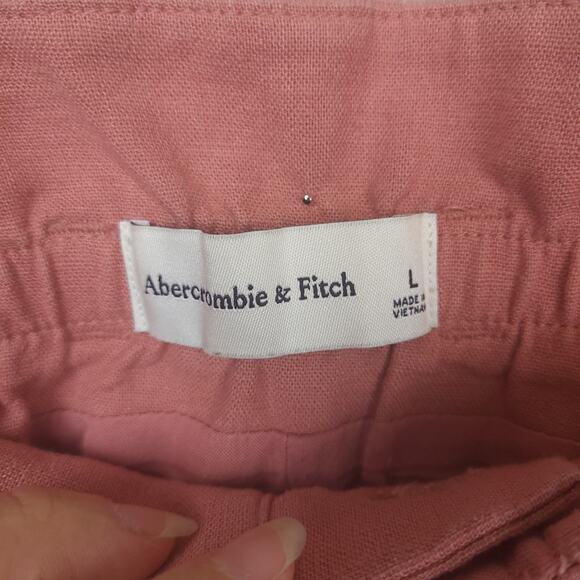 Abercrombie & Fitch
L
MADE IN
VIETNAM